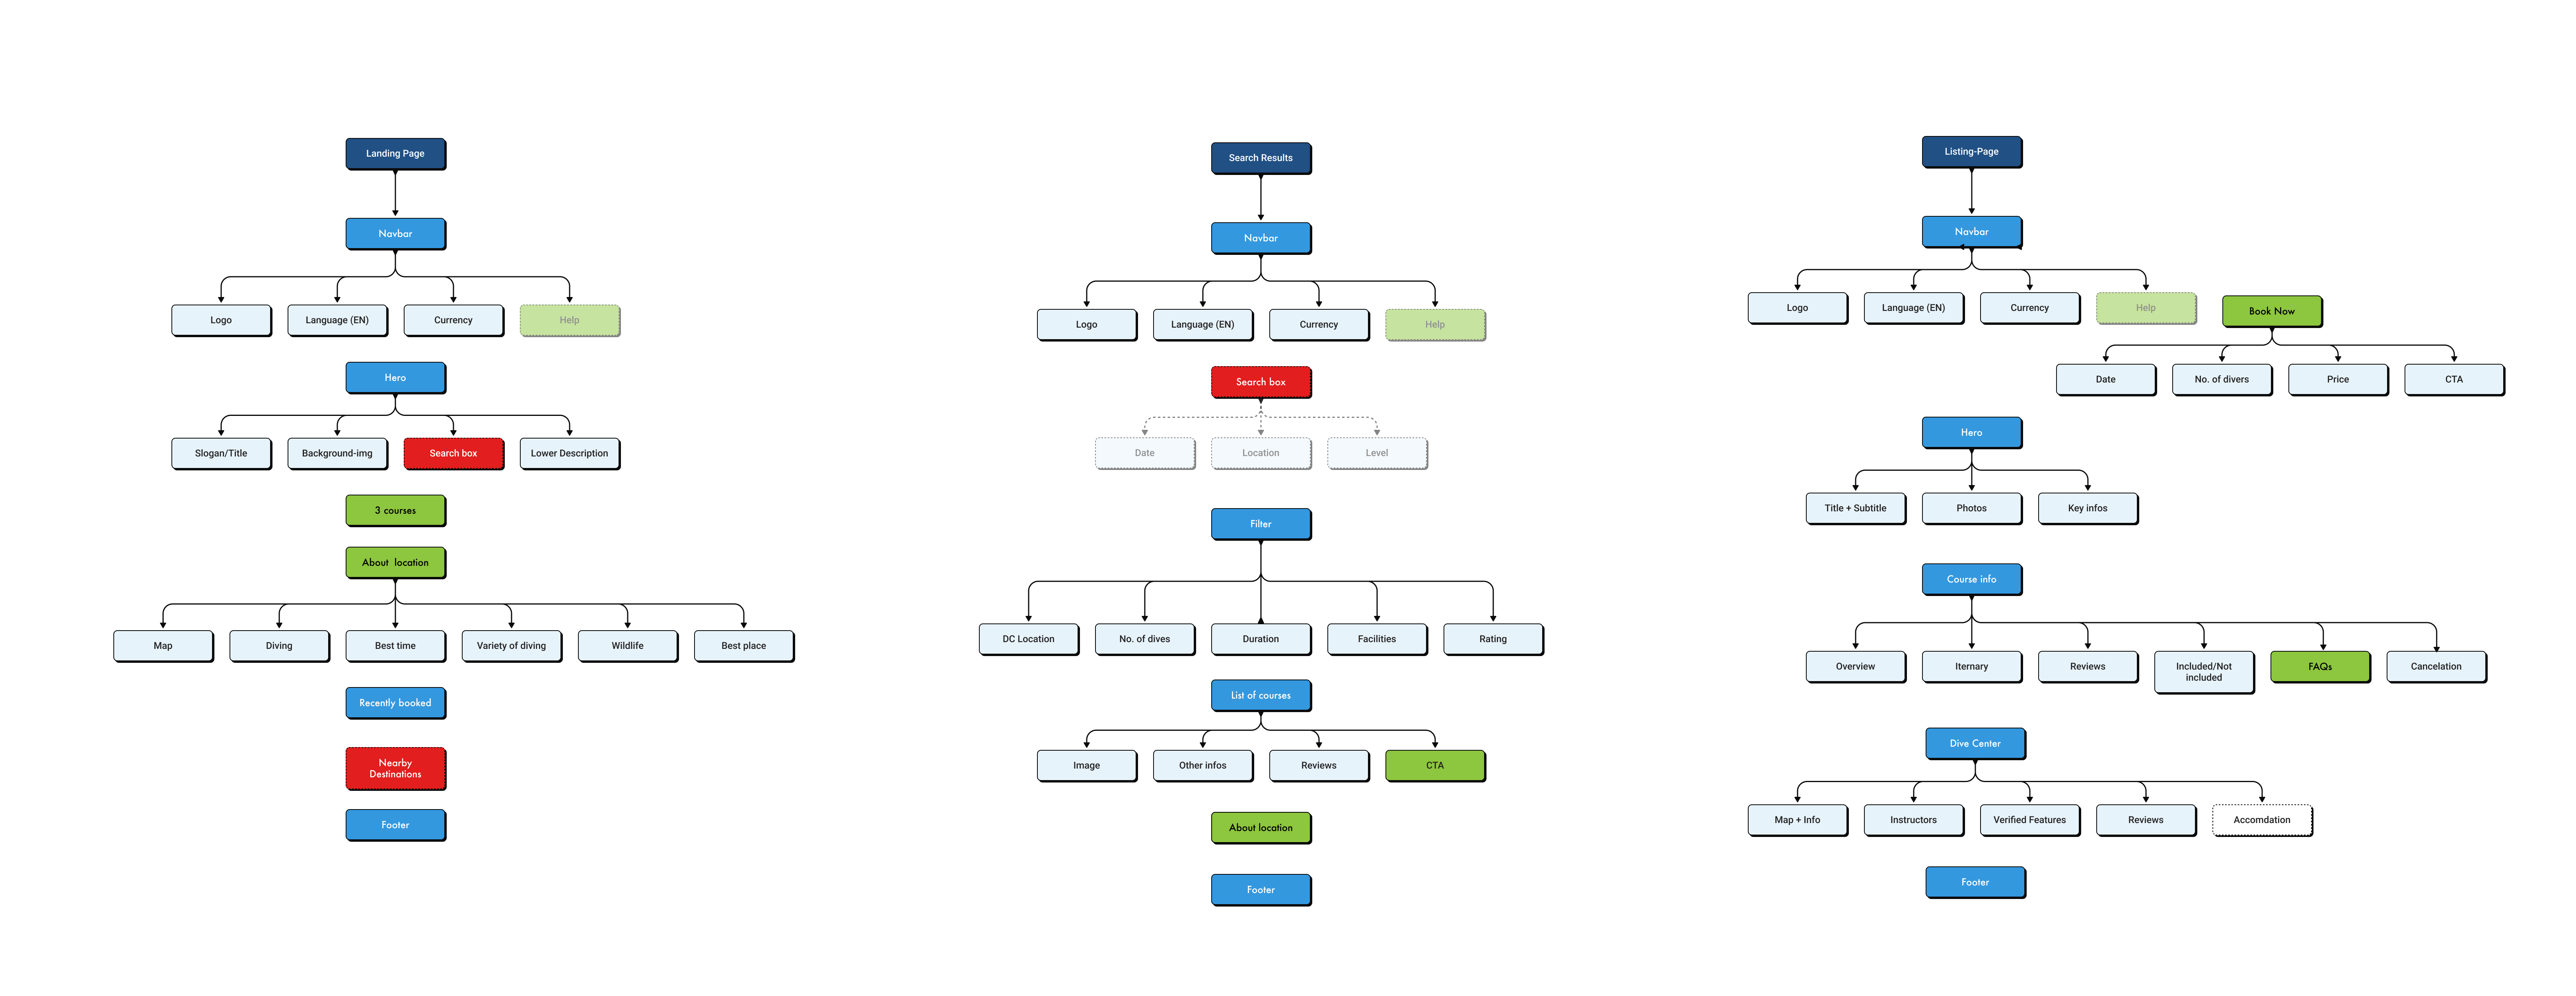 Landing Page
Navbar
Logo
Language (EN)
Currency
Help
Hero
Slogan/Title
Background-img
Search box
Lower Description
3 courses
About location
Map
Diving
Best time
Variety of diving
Wildlife
Best place
Recently booked
Nearby
Destinations
Footer
Search Results
Navbar
Logo
Language (EN)
Currency
Help
Search box
Date
Location
Level
Filter
DC Location
No. of dives
Duration
Facilities
Rating
List of courses
Image
Other infos
Reviews
CTA
About location
Footer
Listing-Page
Navbar
Logo
Language (EN)
Currency
Help
Book Now
Date
No. of divers
Price
CTA
Hero
Title + Subtitle
Photos
Key infos
Course info
Overview
Iternary
Reviews
Included/Not
included
FAQs
Cancelation
Dive Center
Map + Info
Instructors
Verified Features
Reviews
Accomdation
Footer